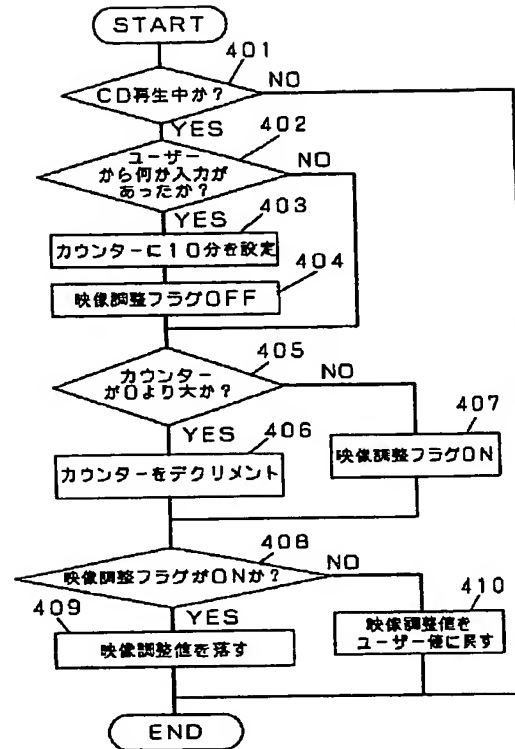 START
401
CD再生中か?
NO
YES
402
ユーザー
から何か入力が
あったか?
NO
YES
403
カウンターに10分を設定
404
映像調整フラグOFF
405
カウンター
が0より大か?
NO
YES
406
407
カウンターをデクリメント
映像調整フラグON
408
映像調整フラグがONか?
NO
409
YES
410
映像調整値を落す
映像調整値を
ユーザー値に戻す
END